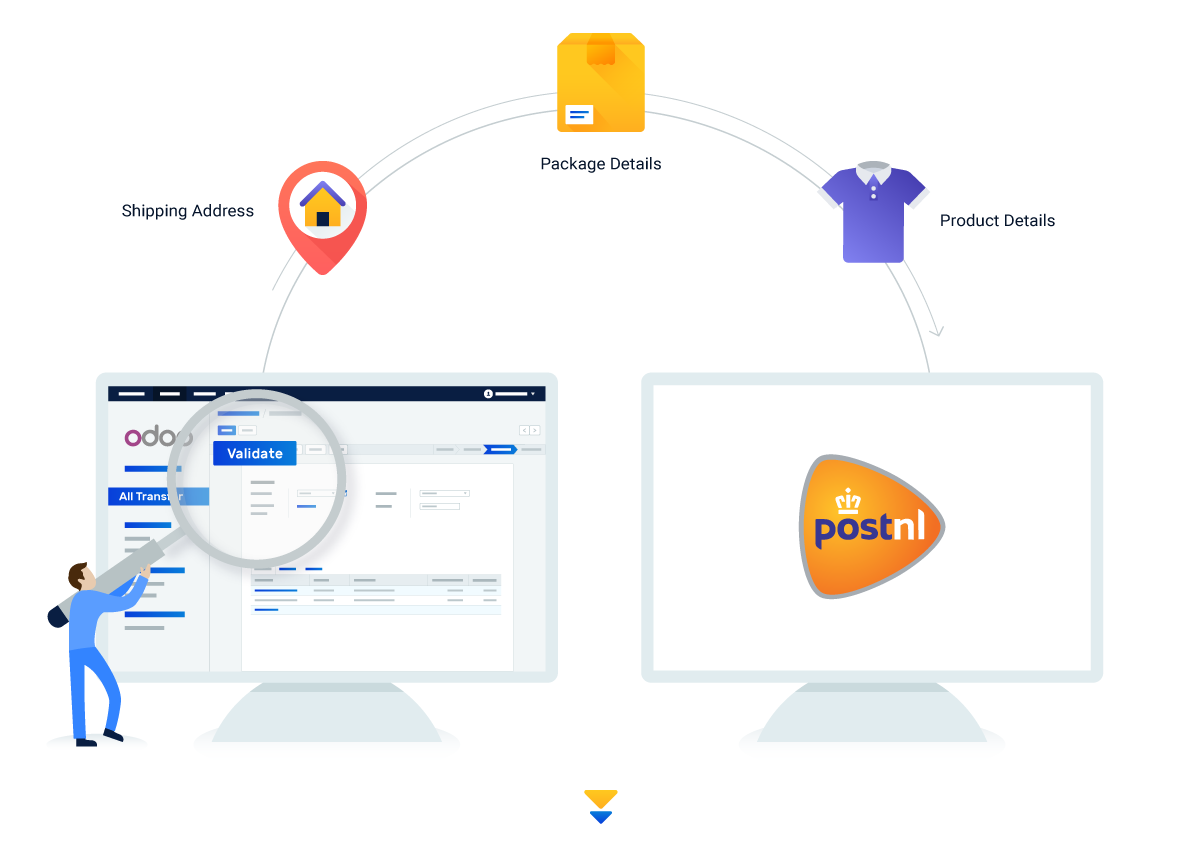 Package Details
Shipping Address
Product Details
odoo
Validate
All Transfer
postnl